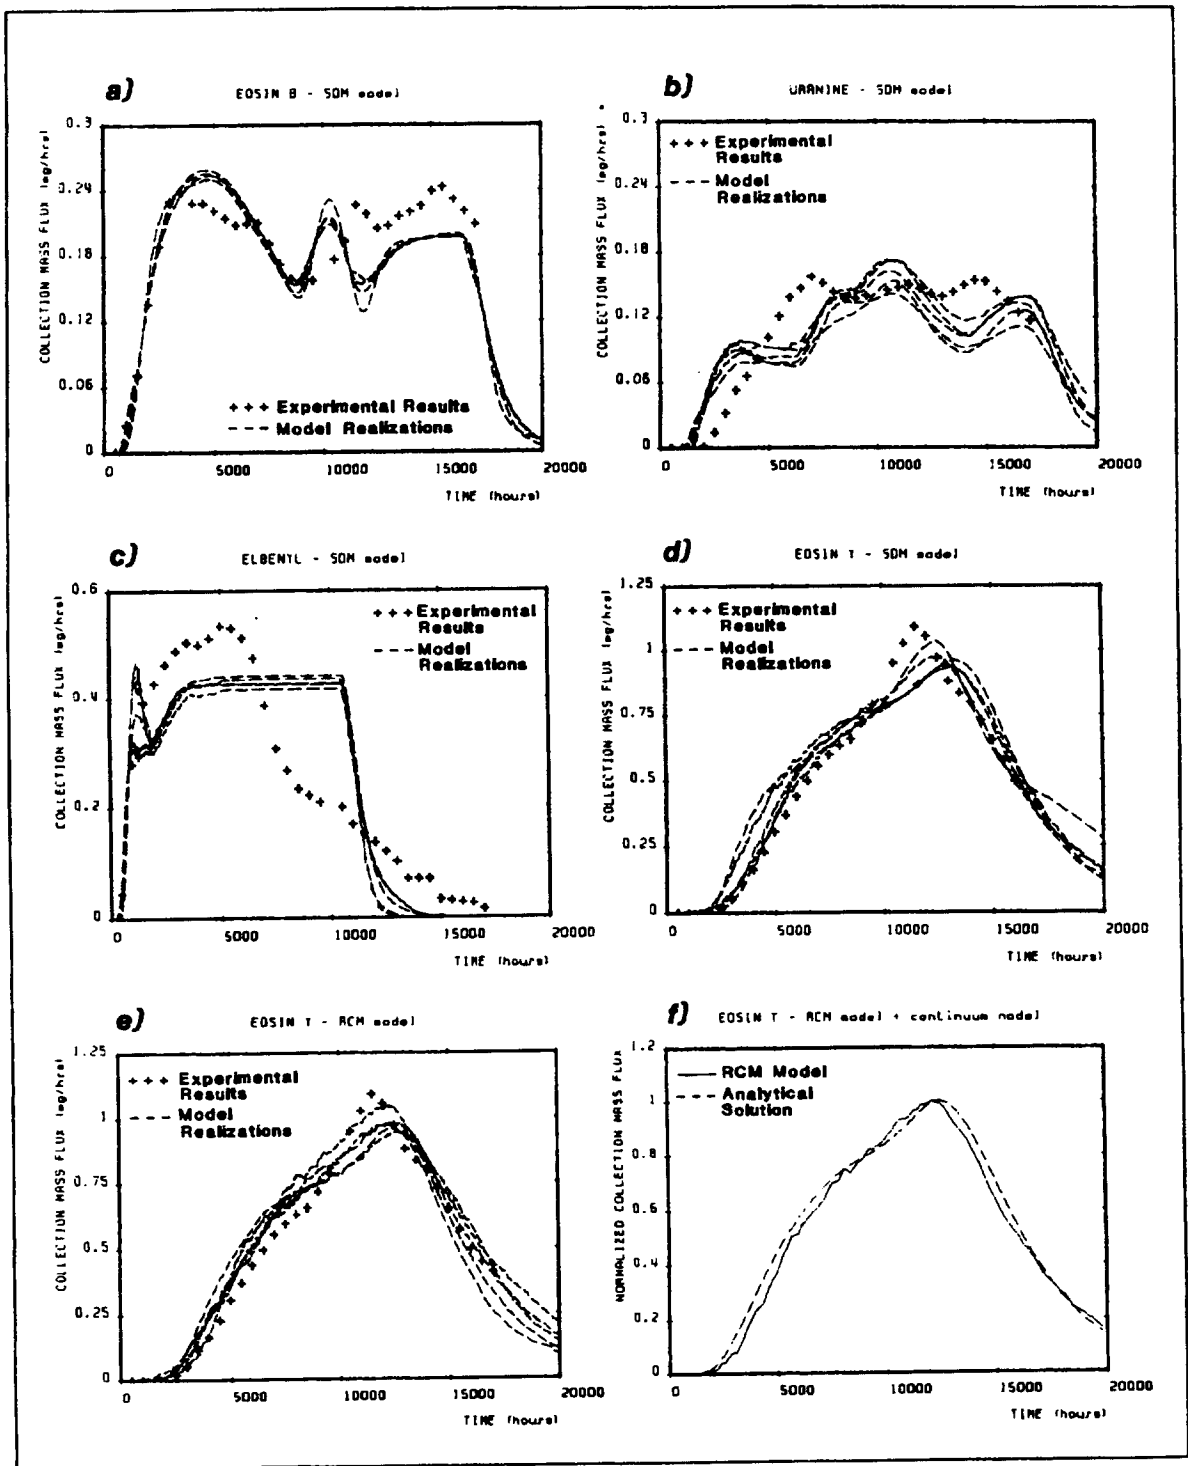 a)
EOSIN B - SDM model
COLLECTION MASS FLUX (mg/hrs)
0.3
0.24
0.18
0.12
0.06
0
+ + + Experimental Results
--- Model Realizations
0
5000
10000
15000
20000
TIME (hours)
b)
URANINE - SDM model
COLLECTION MASS FLUX (mg/hrs)
0.3
0.24
0.18
0.12
0.06
0
+ + + Experimental
Results
--- Model
Realizations
0
5000
10000
15000
20000
TIME (hours)
c)
ELBENYL - SDM model
COLLECTION MASS FLUX (mg/hrs)
0.6
0.4
0.2
0
+ + + Experimental
Results
--- Model
Realizations
0
5000
10000
15000
20000
TIME (hours)
d)
EOSIN Y - SDM model
COLLECTION MASS FLUX (mg/hrs)
1.25
1
0.75
0.5
0.25
0
+ + + Experimental
Results
--- Model
Realizations
0
5000
10000
15000
20000
TIME (hours)
e)
EOSIN Y - RCM model
COLLECTION MASS FLUX (mg/hrs)
1.25
1
0.75
0.5
0.25
0
+ + + Experimental
Results
--- Model
Realizations
0
5000
10000
15000
20000
TIME (hours)
f)
EOSIN Y - RCM model + continuum model
NORMALIZED COLLECTION MASS FLUX
1.2
1
0.8
0.6
0.4
0.2
0
RCM Model
--- Analytical
Solution
0
5000
10000
15000
20000
TIME (hours)